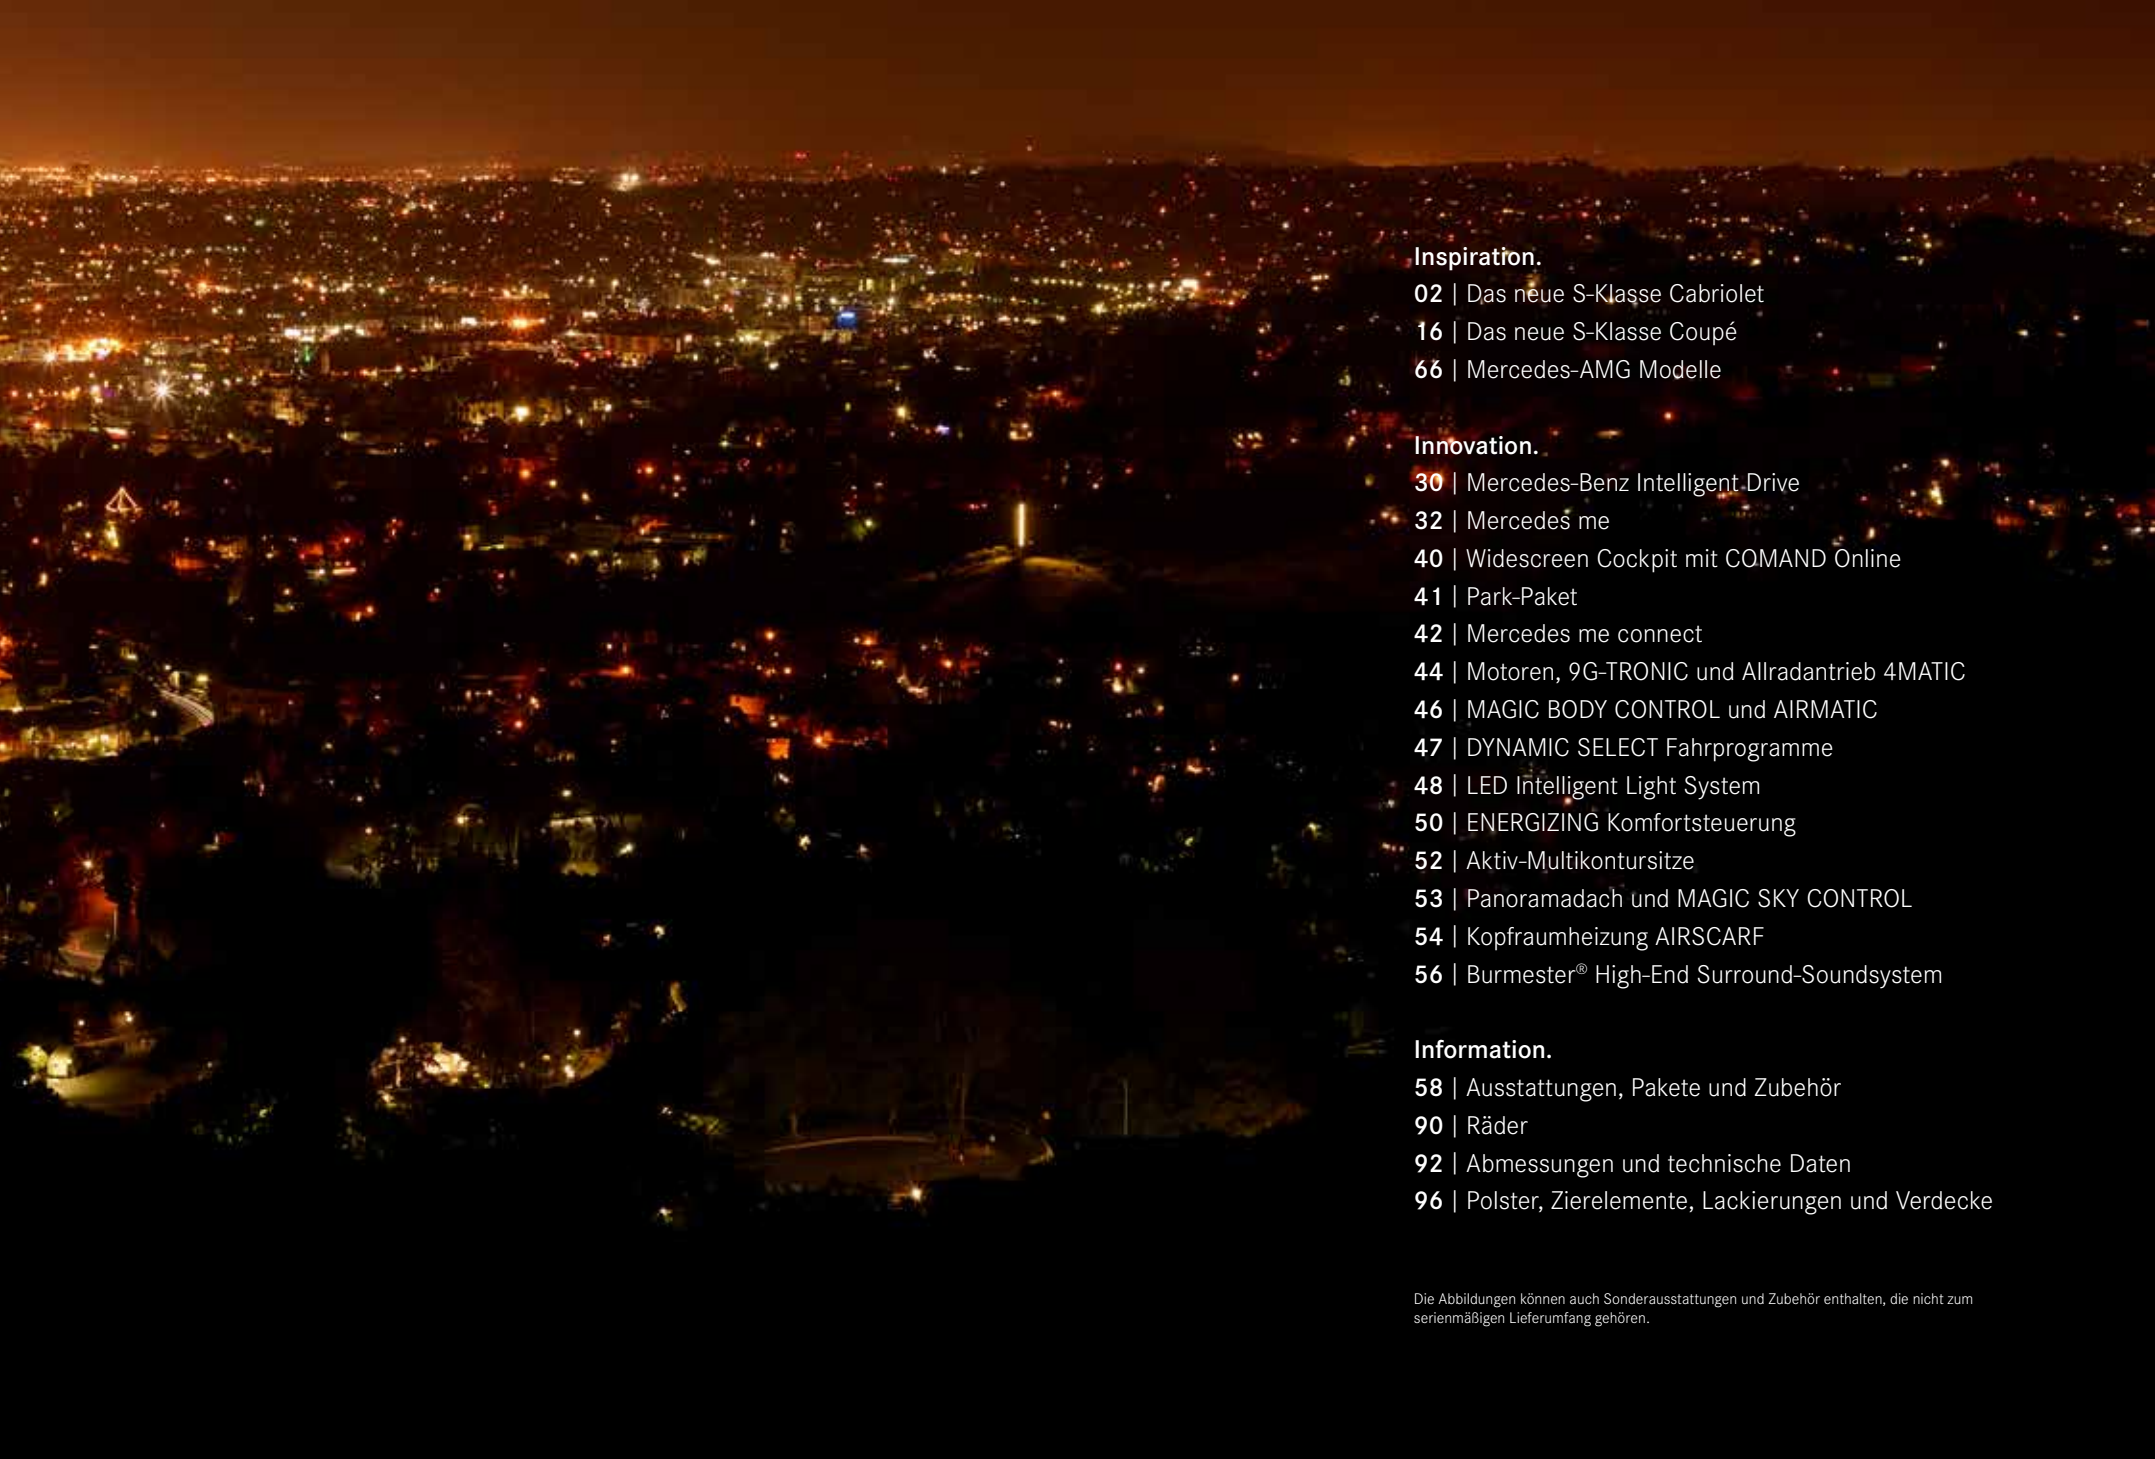 Inspiration.
02 | Das neue S-Klasse Cabriolet
16 | Das neue S-Klasse Coupé
66 | Mercedes-AMG Modelle
Innovation.
30 | Mercedes-Benz Intelligent Drive
32 | Mercedes me
40 | Widescreen Cockpit mit COMAND Online
41 | Park-Paket
42 | Mercedes me connect
44 | Motoren, 9G-TRONIC und Allradantrieb 4MATIC
46 | MAGIC BODY CONTROL und AIRMATIC
47 | DYNAMIC SELECT Fahrprogramme
48 | LED Intelligent Light System
50 | ENERGIZING Komfortsteuerung
52 | Aktiv-Multikontursitze
53 | Panoramadach und MAGIC SKY CONTROL
54 | Kopfraumheizung AIRSCARF
56 | Burmester® High-End Surround-Soundsystem
Information.
58 | Ausstattungen, Pakete und Zubehör
90 | Räder
92 | Abmessungen und technische Daten
96 | Polster, Zierelemente, Lackierungen und Verdecke
Die Abbildungen können auch Sonderausstattungen und Zubehör enthalten, die nicht zum
serienmäßigen Lieferumfang gehören.